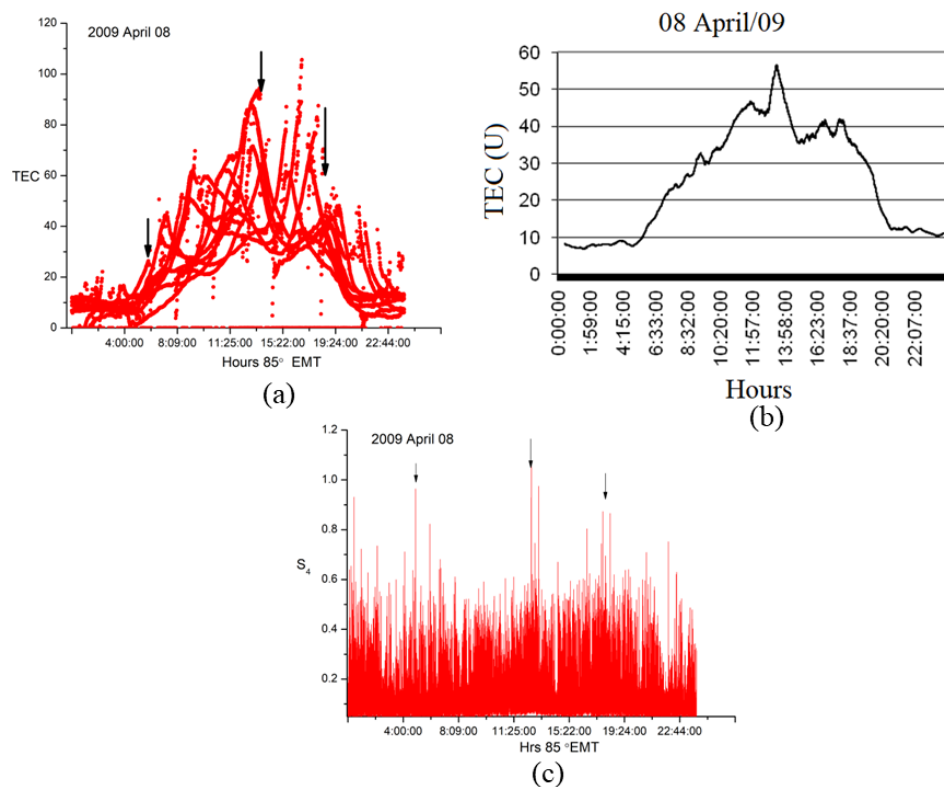 2009 April 08
120
100
80
TEC 60
40
20
0
4:00:00 8:09:00 11:25:00 15:22:00 19:24:00 22:44:00
Hours 85° EMT
(a)
08 April/09
TEC (U)
60
50
40
30
20
10
0
0:00:00 1:59:00 4:15:00 6:33:00 8:32:00 10:20:00 11:57:00 13:58:00 16:23:00 18:37:00 20:20:00 22:07:00
Hours
(b)
2009 April 08
1.2
1.0
0.8
S4 0.6
0.4
0.2
4:00:00 8:09:00 11:25:00 15:22:00 19:24:00 22:44:00
Hrs 85 °EMT
(c)